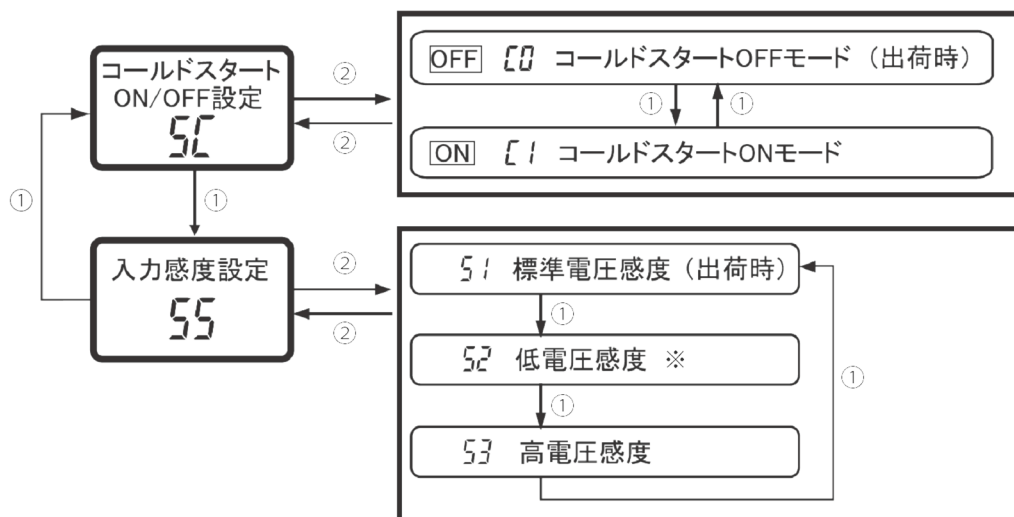 コールドスタート
ON/OFF設定
SC
②
②
OFF C0 コールドスタートOFFモード（出荷時）
① ①
ON C1 コールドスタートONモード
①
①
入力感度設定
SS
②
②
S1 標準電圧感度（出荷時）
①
S2 低電圧感度 ※
①
S3 高電圧感度
①